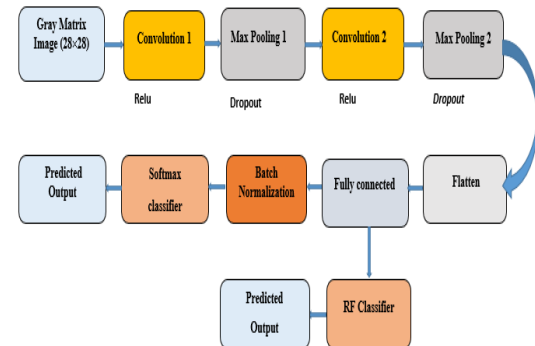 Gray Matrix
Image (28×28)
Convolution 1
Max Pooling 1
Convolution 2
Max Pooling 2
Relu
Dropout
Relu
Dropout
Predicted
Output
Softmax
classifier
Batch
Normalization
Fully connected
Flatten
Predicted
Output
RF Classifier